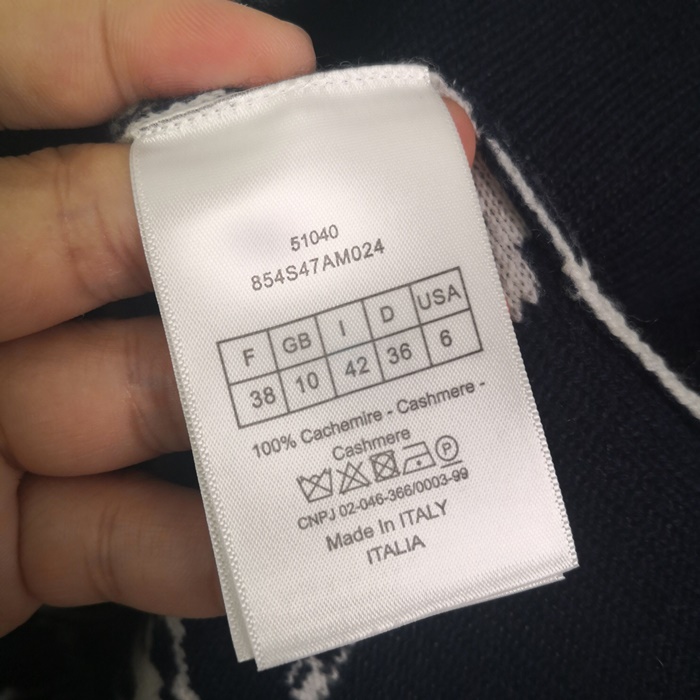 51040
854S47AM024
F GB I D USA
38 10 42 36 6
100% Cachemire - Cashmere -
Cashmere
P
CNPJ 02-046-366/0003-99
Made In ITALY
ITALIA